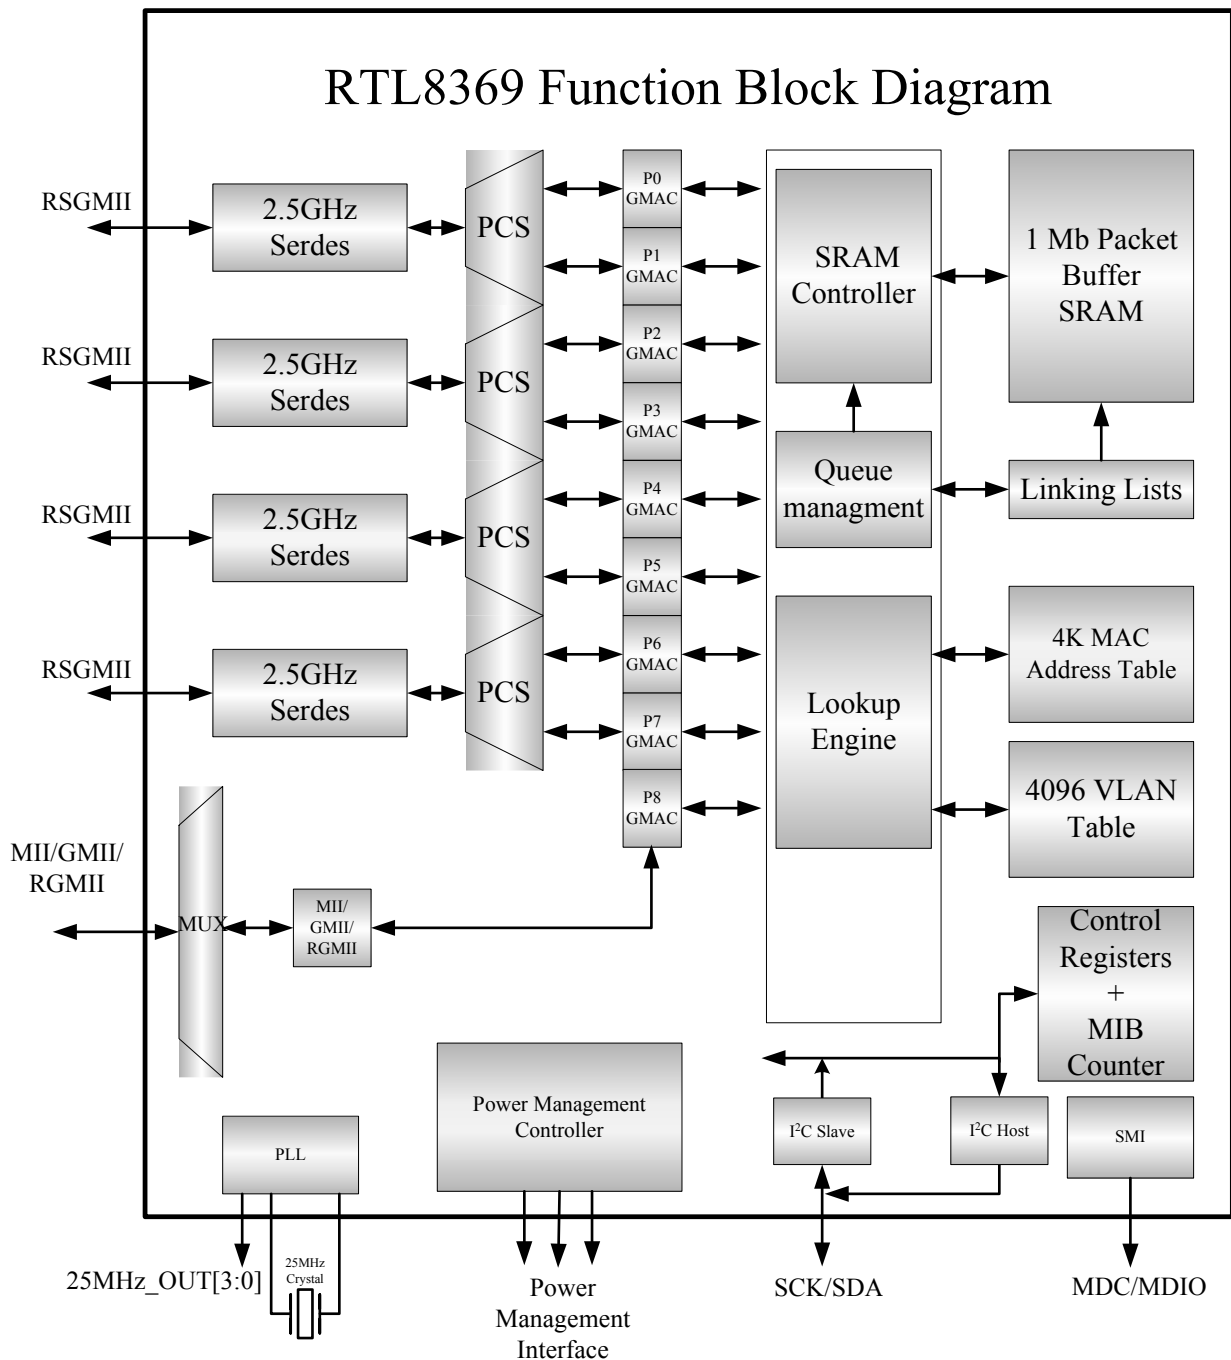 RTL8369 Function Block Diagram
RSGMII
2.5GHz
Serdes
PCS
RSGMII
2.5GHz
Serdes
PCS
RSGMII
2.5GHz
Serdes
PCS
RSGMII
2.5GHz
Serdes
PCS
P0
GMAC
P1
GMAC
P2
GMAC
P3
GMAC
P4
GMAC
P5
GMAC
P6
GMAC
P7
GMAC
P8
GMAC
SRAM
Controller
Queue
managment
Lookup
Engine
1 Mb Packet
Buffer
SRAM
Linking Lists
4K MAC
Address Table
4096 VLAN
Table
Control
Registers
+
MIB
Counter
MII/GMII/
RGMII
MUX
MII/
GMII/
RGMII
PLL
Power Management
Controller
I²C Slave
I²C Host
SMI
25MHz_OUT[3:0]
25MHz
Crystal
Power
Management
Interface
SCK/SDA
MDC/MDIO